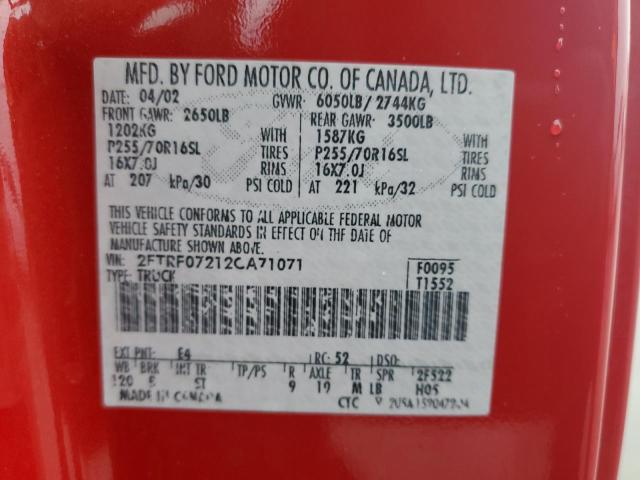 MFD. BY FORD MOTOR CO. OF CANADA, LTD.
DATE: 04/02 GVWR: 6050LB/ 2744KG
FRONT GAWR: 2650LB REAR GAWR: 3500LB
1202KG WITH 1587KG WITH
P255/70R16SL TIRES P255/70R16SL TIRES
16X7.0J RIMS 16X7.0J RIMS
AT 207 kPa/30 PSI COLD AT 221 kPa/32 PSI COLD
THIS VEHICLE CONFORMS TO ALL APPLICABLE FEDERAL MOTOR
VEHICLE SAFETY STANDARDS IN EFFECT ON THE DATE OF
MANUFACTURE SHOWN ABOVE.
VIN: 2FTRF07212CA71071 F0095
TYPE: TRUCK T1552
EXT PNT: E4 RC: 52 DSO:
WB BRK INT TR TP/PS R AXLE TR SPR 2F522
120 ST 9 19 M LB
MADE IN CANADA CTC